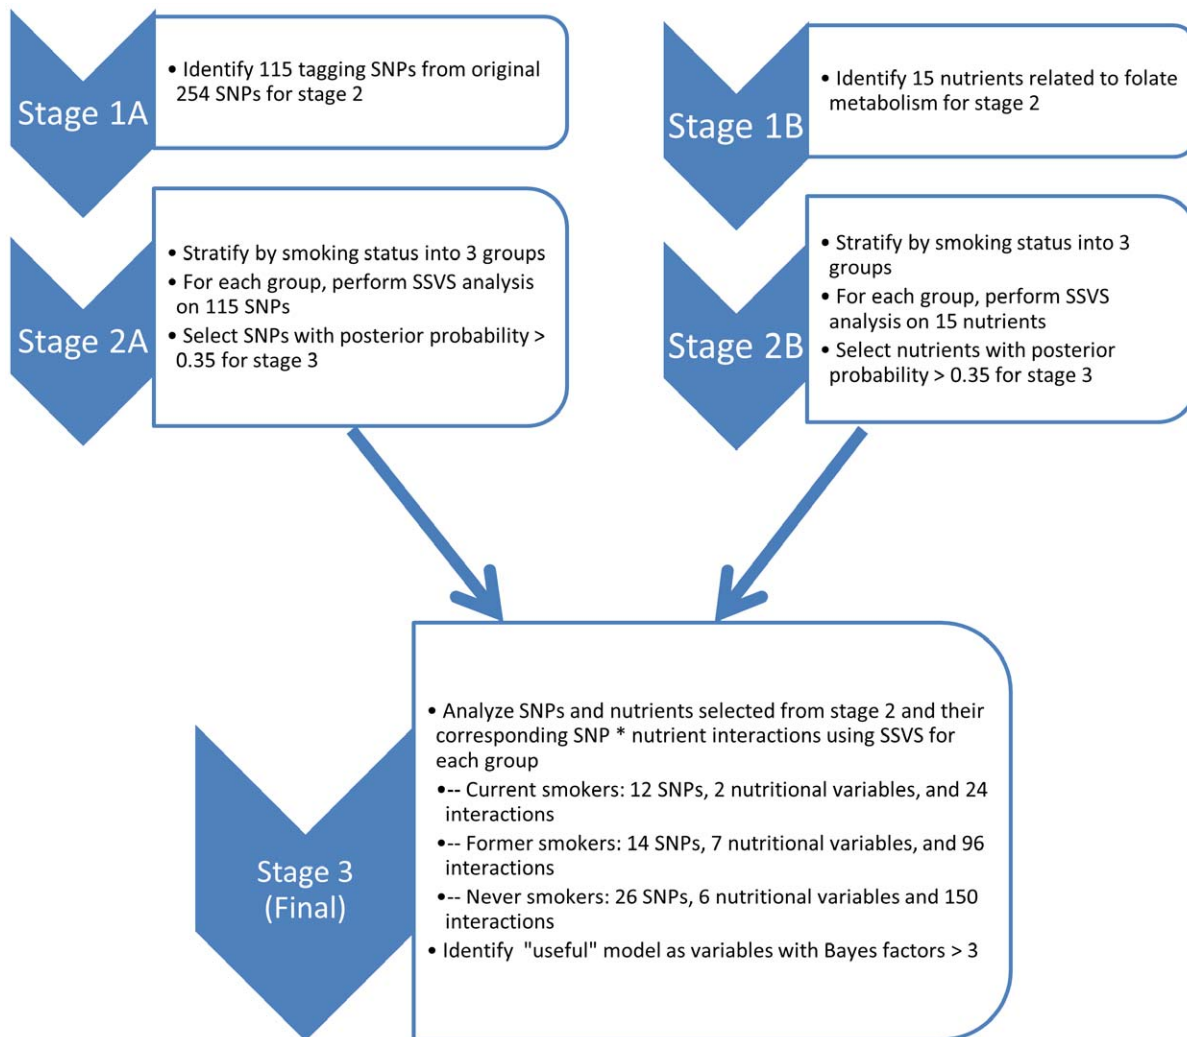 Stage 1A
• Identify 115 tagging SNPs from original
254 SNPs for stage 2
Stage 1B
• Identify 15 nutrients related to folate
metabolism for stage 2
Stage 2A
• Stratify by smoking status into 3 groups
• For each group, perform SSVS analysis
on 115 SNPs
• Select SNPs with posterior probability >
0.35 for stage 3
Stage 2B
• Stratify by smoking status into 3
groups
• For each group, perform SSVS
analysis on 15 nutrients
• Select nutrients with posterior
probability > 0.35 for stage 3
Stage 3
(Final)
• Analyze SNPs and nutrients selected from stage 2 and their
corresponding SNP * nutrient interactions using SSVS for
each group
•-- Current smokers: 12 SNPs, 2 nutritional variables, and 24
interactions
•-- Former smokers: 14 SNPs, 7 nutritional variables, and 96
interactions
•-- Never smokers: 26 SNPs, 6 nutritional variables and 150
interactions
• Identify "useful" model as variables with Bayes factors > 3